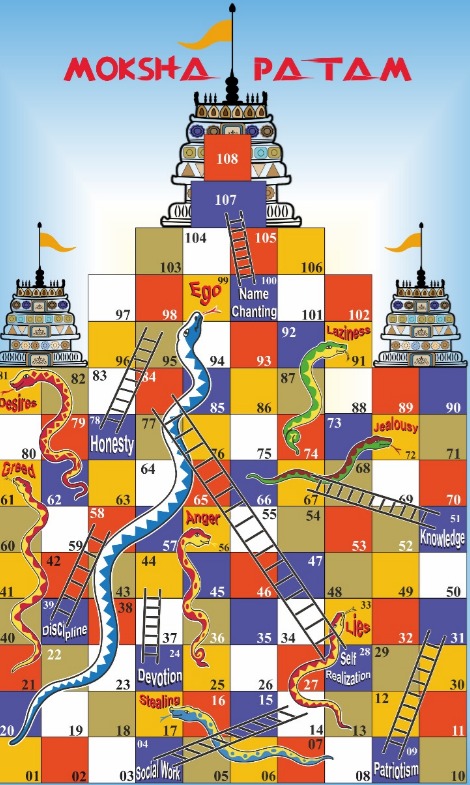 MOKSHA PATAM
108
107
103 104 105 106
97 98 Ego 99 100 101 102
Name
Chanting
96 95 94 93 92 Laziness 91
81 82 83 84 85 86 87 88 89 90
Desires
80 79 78 77 76 75 74 73 Jealousy 72 71
Honesty
Greed
61 62 63 64 65 66 67 68 69 70
60 58 57 Anger 56 55 54 53 52 51
Knowledge
41 42 43 44 45 46 47 48 49 50
40 39 38 37 36 35 34 Lies 33 32 31
Discipline
21 22 23 24 25 26 27 28 29 30
Devotion
Self
Realization
20 19 18 Stealing 17 16 15 14 13 12 11
01 02 03 04 05 06 07 08 09 10
Social Work
Patriotism